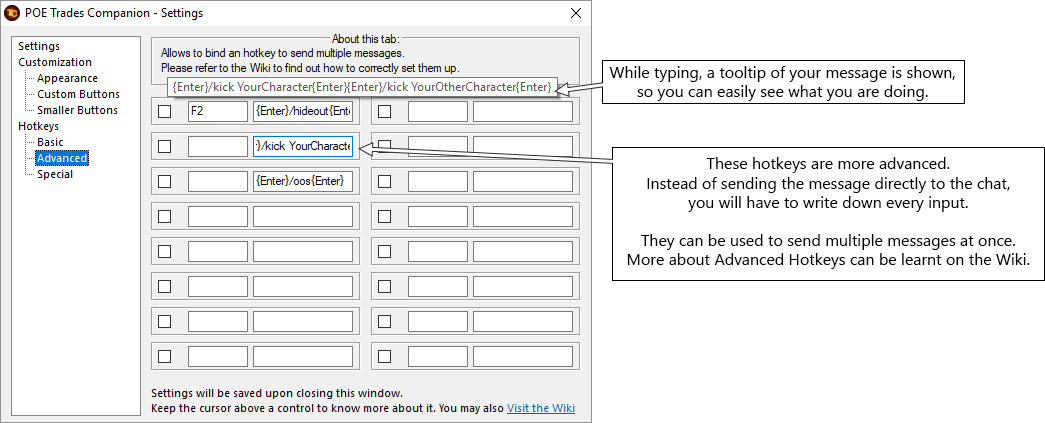 POE Trades Companion - Settings
Settings
Customization
Appearance
Custom Buttons
Smaller Buttons
Hotkeys
Basic
Advanced
Special
About this tab:
Allows to bind an hotkey to send multiple messages.
Please refer to the Wiki to find out how to correctly set them up.
{Enter}/kick YourCharacter{Enter}{Enter}/kick YourOtherCharacter{Enter}
F2
{Enter}/hideout{Ente
}/kick YourCharacte
{Enter}/oos{Enter}
Settings will be saved upon closing this window.
Keep the cursor above a control to know more about it. You may also Visit the Wiki
While typing, a tooltip of your message is shown,
so you can easily see what you are doing.
These hotkeys are more advanced.
Instead of sending the message directly to the chat,
you will have to write down every input.
They can be used to send multiple messages at once.
More about Advanced Hotkeys can be learnt on the Wiki.